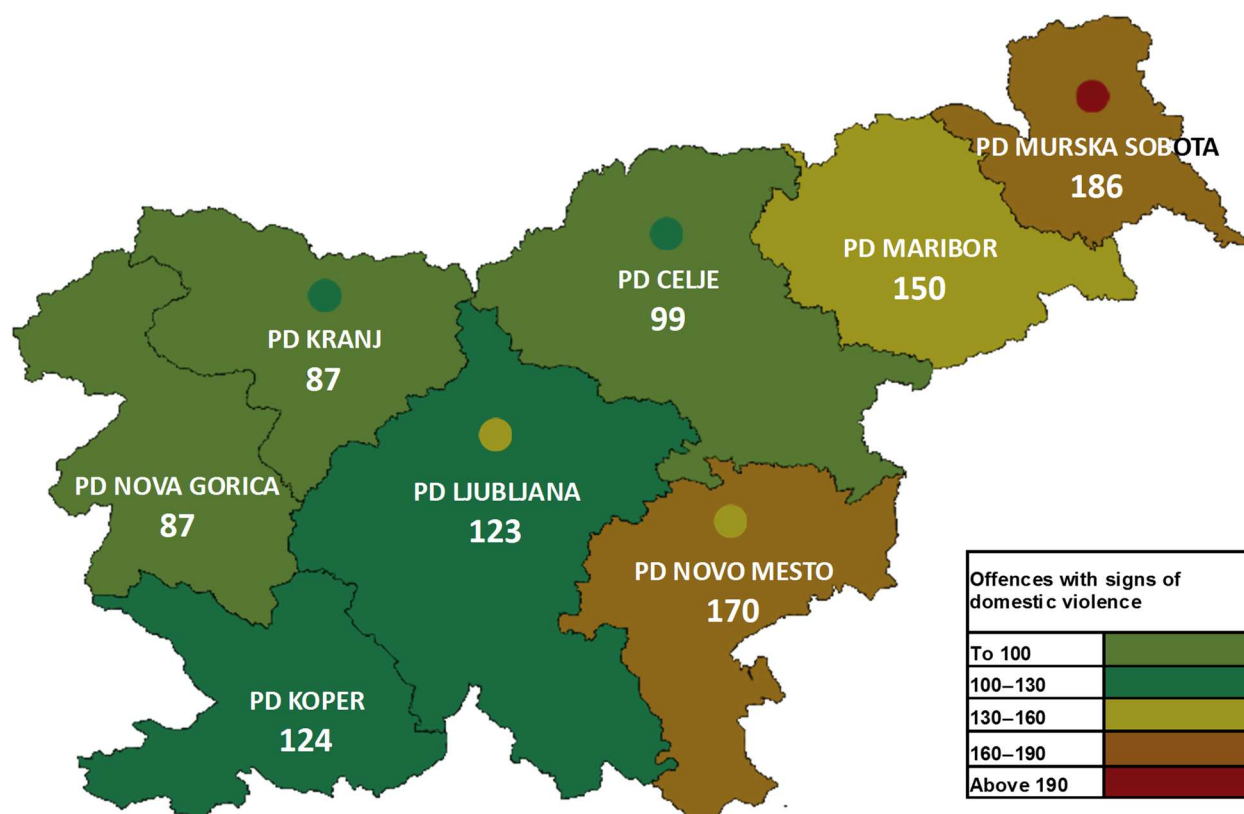 PD MURSKA SOBOTA
186
PD MARIBOR
150
PD CELJE
99
PD KRANJ
87
PD NOVA GORICA
87
PD LJUBLJANA
123
PD NOVO MESTO
170
PD KOPER
124
Offences with signs of
domestic violence
To 100
100–130
130–160
160–190
Above 190